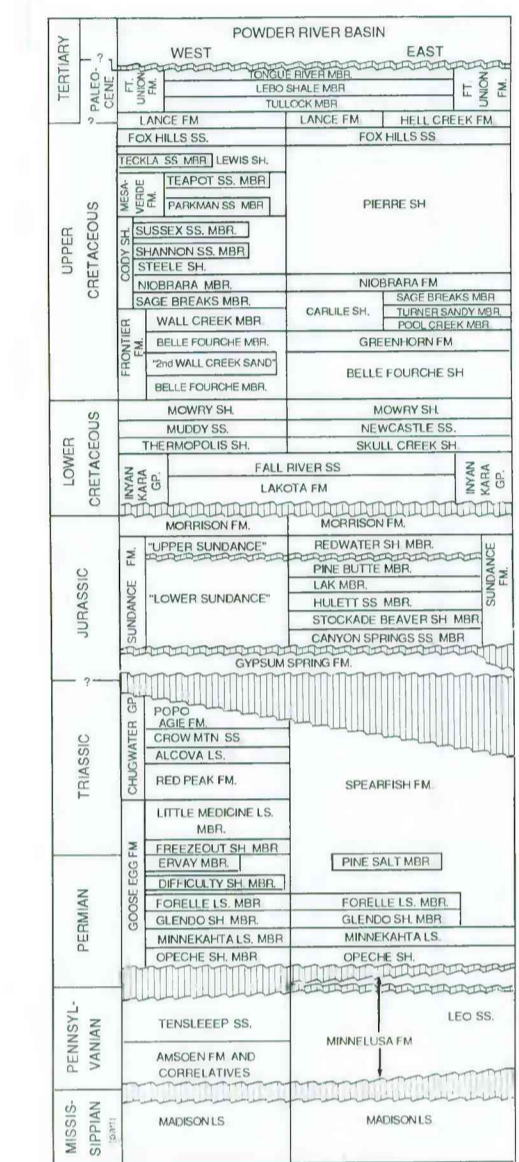 POWDER RIVER BASIN
WEST EAST
TERTIARY
PALEO-
CENE
?
FT.
UNION
FM.
TONGUE RIVER MBR.
LEBO SHALE MBR
TULLOCK MBR
FT.
UNION
FM.
?
LANCE FM LANCE FM. HELL CREEK FM.
UPPER
CRETACEOUS
FOX HILLS SS. FOX HILLS SS
TECKLA SS MBR LEWIS SH.
MESA-
VERDE
FM.
TEAPOT SS. MBR
PARKMAN SS MBR
PIERRE SH
CODY SH.
SUSSEX SS. MBR.
SHANNON SS. MBR
STEELE SH.
NIOBRARA MBR. NIOBRARA FM
SAGE BREAKS MBR. SAGE BREAKS MBR
CARLILE SH.
TURNER SANDY MBR.
POOL CREEK MBR.
FRONTIER
FM.
WALL CREEK MBR.
BELLE FOURCHE MBR. GREENHORN FM
"2nd WALL CREEK SAND"
BELLE FOURCHE SH
BELLE FOURCHE MBR.
LOWER
CRETACEOUS
MOWRY SH. MOWRY SH.
MUDDY SS. NEWCASTLE SS.
THERMOPOLIS SH. SKULL CREEK SH.
INYAN
KARA
GP.
FALL RIVER SS
LAKOTA FM
INYAN
KARA
GP.
JURASSIC
MORRISON FM. MORRISON FM.
SUNDANCE FM.
"UPPER SUNDANCE" REDWATER SH MBR.
"LOWER SUNDANCE"
PINE BUTTE MBR.
LAK MBR.
HULETT SS MBR.
STOCKADE BEAVER SH MBR.
CANYON SPRINGS SS MBR
SUNDANCE
FM.
GYPSUM SPRING FM.
?
TRIASSIC
CHUGWATER GP.
POPO
AGIE FM.
CROW MTN SS
ALCOVA LS.
RED PEAK FM.
SPEARFISH FM.
GOOSE EGG FM
LITTLE MEDICINE LS.
MBR.
FREEZEOUT SH MBR
PERMIAN
ERVAY MBR. PINE SALT MBR
DIFFICULTY SH. MBR.
FORELLE LS. MBR FORELLE LS. MBR.
GLENDO SH MBR. GLENDO SH. MBR
MINNEKAHTA LS. MBR MINNEKAHTA LS.
OPECHE SH. MBR OPECHE SH.
PENNSYL-
VANIAN
TENSLEEEP SS.
LEO SS.
MINNELUSA FM
AMSOEN FM AND
CORRELATIVES
MISSIS-
SIPPIAN
(part)
MADISON LS MADISON LS